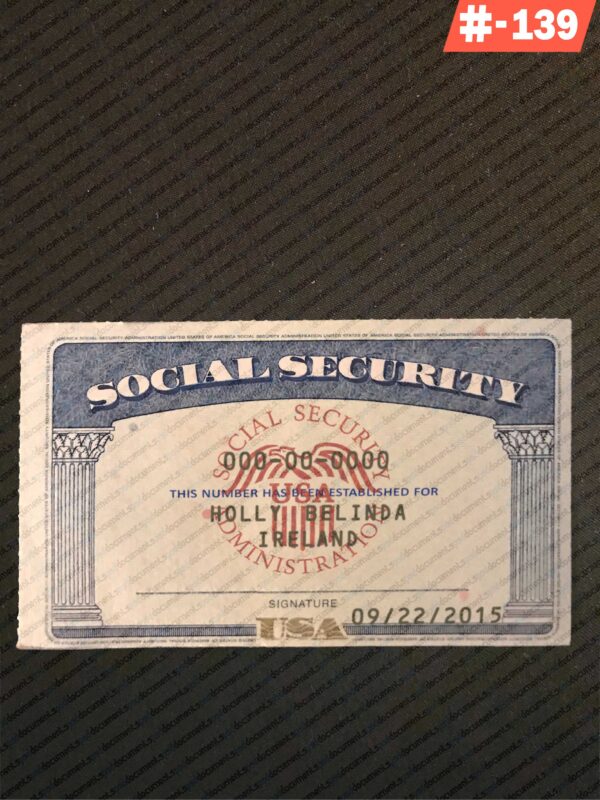 #-139
SOCIAL SECURITY
SOCIAL SECURITY
000-00-0000
USA
THIS NUMBER HAS BEEN ESTABLISHED FOR
HOLLY BELINDA
IRELAND
ADMINISTRATION
SIGNATURE
USA 09/22/2015